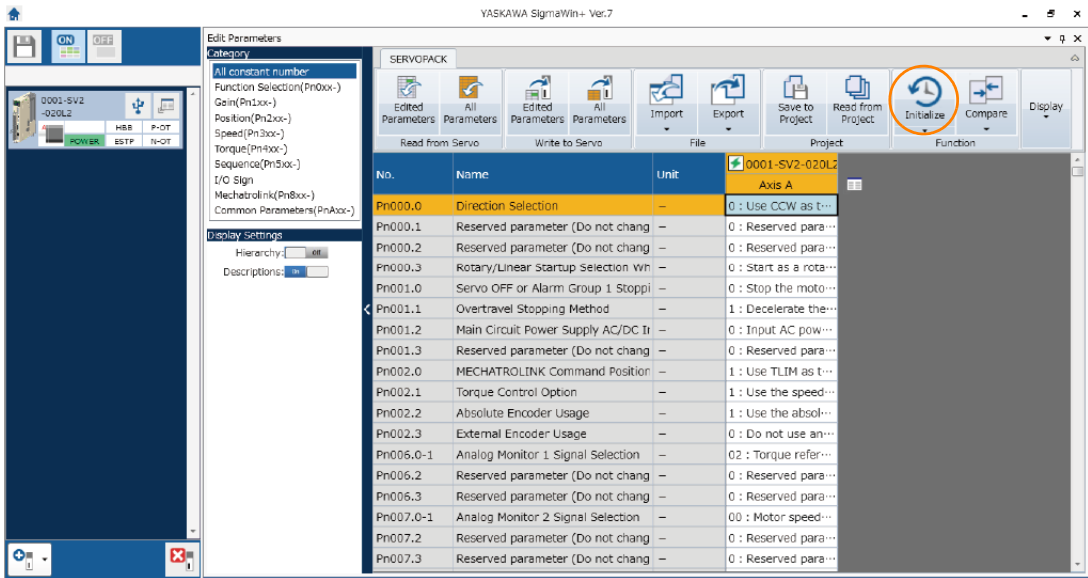 YASKAWA SigmaWin+ Ver.7
ON OFF
0001-SV2
-020L2
HBB P-OT
POWER ESTP N-OT
Edit Parameters
Category
All constant number
Function Selection(Pn0xx-)
Gain(Pn1xx-)
Position(Pn2xx-)
Speed(Pn3xx-)
Torque(Pn4xx-)
Sequence(Pn5xx-)
I/O Sign
Mechatrolink(Pn8xx-)
Common Parameters(PnAxx-)
Display Settings
Hierarchy: Off
Descriptions: On
SERVOPACK
Edited Parameters All Parameters Edited Parameters All Parameters Import Export Save to Project Read from Project Initialize Compare Display
Read from Servo Write to Servo File Project Function
No. Name Unit 0001-SV2-020L2
Axis A
Pn000.0 Direction Selection – 0 : Use CCW as t···
Pn000.1 Reserved parameter (Do not chang – 0 : Reserved para···
Pn000.2 Reserved parameter (Do not chang – 0 : Reserved para···
Pn000.3 Rotary/Linear Startup Selection Wh – 0 : Start as a rota···
Pn001.0 Servo OFF or Alarm Group 1 Stoppi – 0 : Stop the moto···
Pn001.1 Overtravel Stopping Method – 1 : Decelerate the···
Pn001.2 Main Circuit Power Supply AC/DC Ir – 0 : Input AC pow···
Pn001.3 Reserved parameter (Do not chang – 0 : Reserved para···
Pn002.0 MECHATROLINK Command Position – 1 : Use TLIM as t···
Pn002.1 Torque Control Option – 1 : Use the speed···
Pn002.2 Absolute Encoder Usage – 1 : Use the absol···
Pn002.3 External Encoder Usage – 0 : Do not use an···
Pn006.0-1 Analog Monitor 1 Signal Selection – 02 : Torque refer···
Pn006.2 Reserved parameter (Do not chang – 0 : Reserved para···
Pn006.3 Reserved parameter (Do not chang – 0 : Reserved para···
Pn007.0-1 Analog Monitor 2 Signal Selection – 00 : Motor speed···
Pn007.2 Reserved parameter (Do not chang – 0 : Reserved para···
Pn007.3 Reserved parameter (Do not chang – 0 : Reserved para···